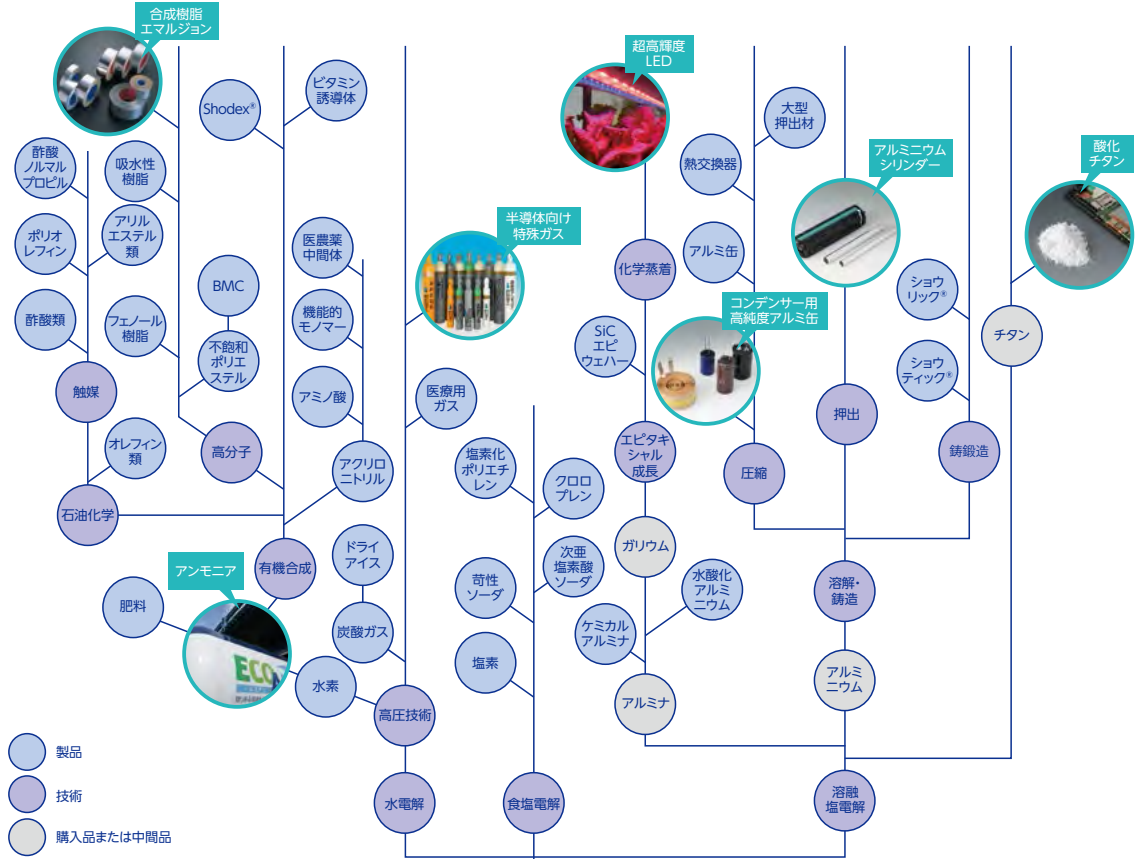 合成樹脂
エマルジョン
Shodex®
ビタミン
誘導体
酢酸
ノルマル
プロピル
吸水性
樹脂
ポリオ
レフィン
アリル
エステル
類
酢酸類
フェノール
樹脂
BMC
不飽和
ポリエ
ステル
医農薬
中間体
機能的
モノマー
アミノ酸
触媒
オレフィン
類
高分子
アクリロ
ニトリル
石油化学
有機合成
ドライ
アイス
炭酸ガス
アンモニア
肥料
ECO
水素
高圧技術
水電解
半導体向け
特殊ガス
医療用
ガス
塩素化
ポリエチ
レン
クロロ
プレン
苛性
ソーダ
次亜
塩素酸
ソーダ
塩素
食塩電解
超高輝度
LED
化学蒸着
SiC
エピ
ウェハー
エピタキ
シャル
成長
ガリウム
水酸化
アルミ
ニウム
ケミカル
アルミナ
アルミナ
大型
押出材
熱交換器
アルミ缶
コンデンサー用
高純度アルミ缶
圧縮
アルミニウム
シリンダー
押出
溶解・
鋳造
アルミ
ニウム
溶融
塩電解
ショウ
リック®
ショウ
ティック®
鋳鍛造
酸化
チタン
チタン
製品
技術
購入品または中間品